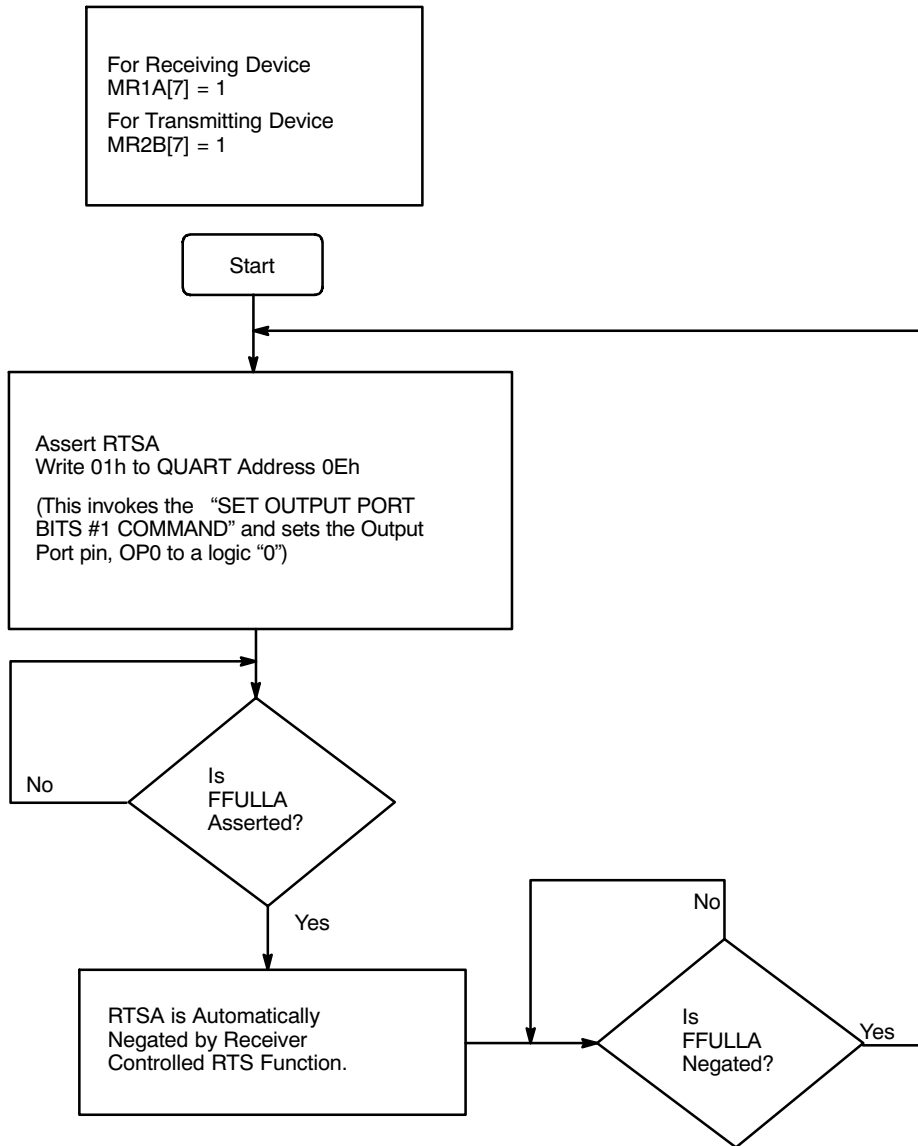 For Receiving Device
MR1A[7] = 1
For Transmitting Device
MR2B[7] = 1
Start
Assert RTSA
Write 01h to QUART Address 0Eh
(This invokes the “SET OUTPUT PORT
BITS #1 COMMAND” and sets the Output
Port pin, OP0 to a logic “0”)
No
Is
FFULLA
Asserted?
Yes
RTSA is Automatically
Negated by Receiver
Controlled RTS Function.
No
Is
FFULLA
Negated?
Yes